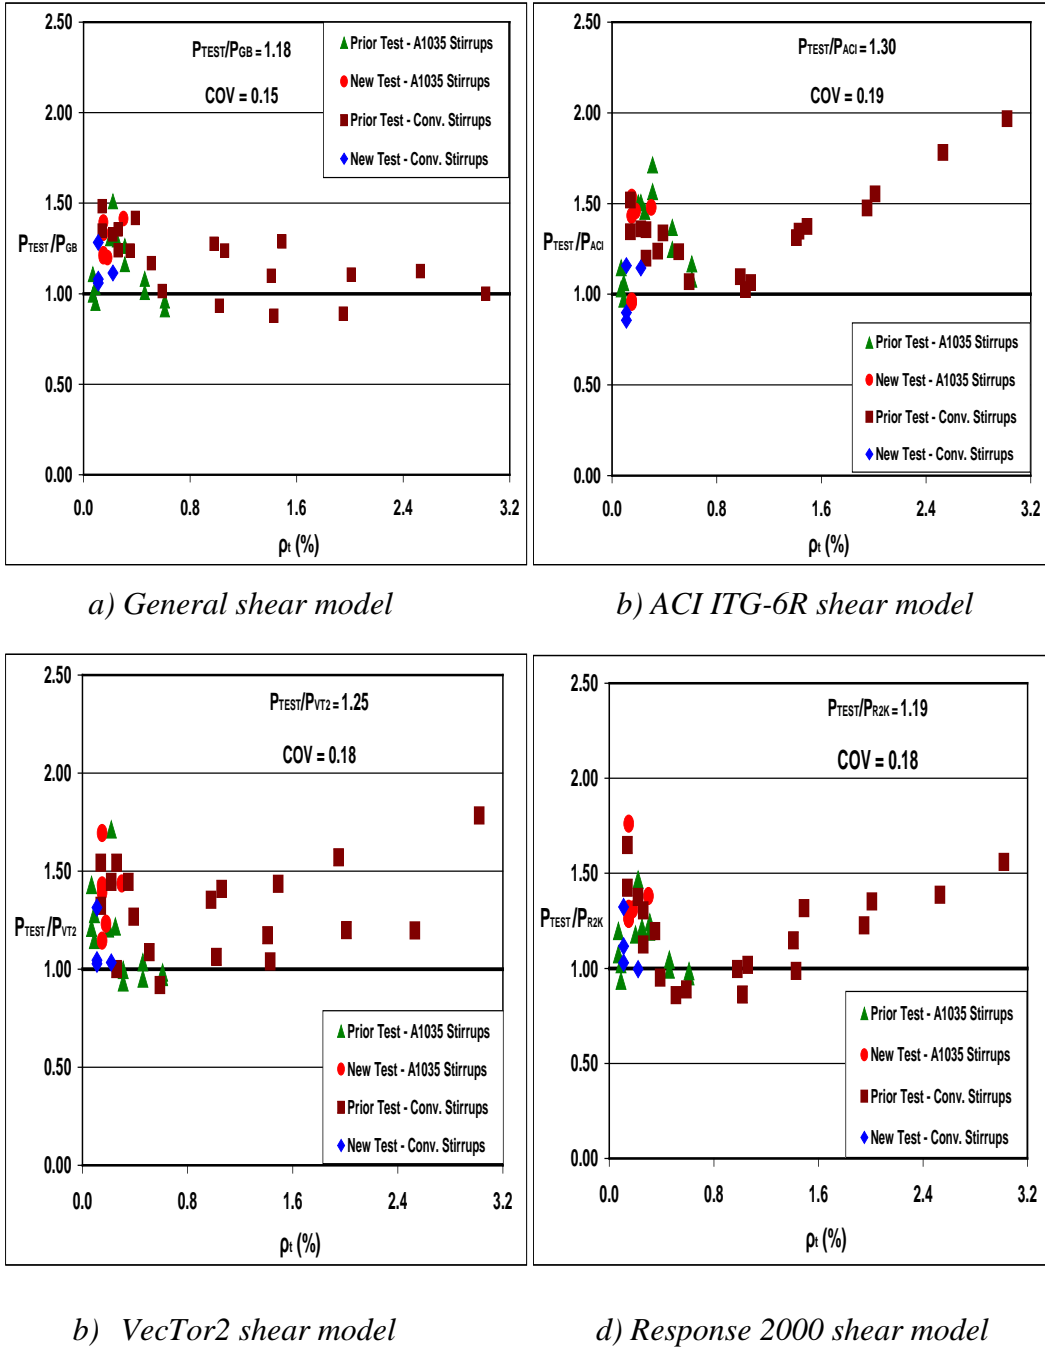 2.50
2.00
1.50
PTEST/PGB
1.00
0.50
0.00
0.0 0.8 1.6 2.4 3.2
ρt (%)
PTEST/PGB = 1.18
COV = 0.15
Prior Test - A1035 Stirrups
New Test - A1035 Stirrups
Prior Test - Conv. Stirrups
New Test - Conv. Stirrups
a) General shear model
2.50
2.00
1.50
PTEST/PACI
1.00
0.50
0.00
0.0 0.8 1.6 2.4 3.2
ρt (%)
PTEST/PACI = 1.30
COV = 0.19
Prior Test - A1035 Stirrups
New Test - A1035 Stirrups
Prior Test - Conv. Stirrups
New Test - Conv. Stirrups
b) ACI ITG-6R shear model
2.50
2.00
1.50
PTEST/PVT2
1.00
0.50
0.00
0.0 0.8 1.6 2.4 3.2
ρt (%)
PTEST/PVT2 = 1.25
COV = 0.18
Prior Test - A1035 Stirrups
New Test - A1035 Stirrups
Prior Test - Conv. Stirrups
New Test - Conv. Stirrups
b) VecTor2 shear model
2.50
2.00
1.50
PTEST/PR2K
1.00
0.50
0.00
0.0 0.8 1.6 2.4 3.2
ρt (%)
PTEST/PR2K = 1.19
COV = 0.18
Prior Test - A1035 Stirrups
New Test - A1035 Stirrups
Prior Test - Conv. Stirrups
New Test - Conv. Stirrups
d) Response 2000 shear model